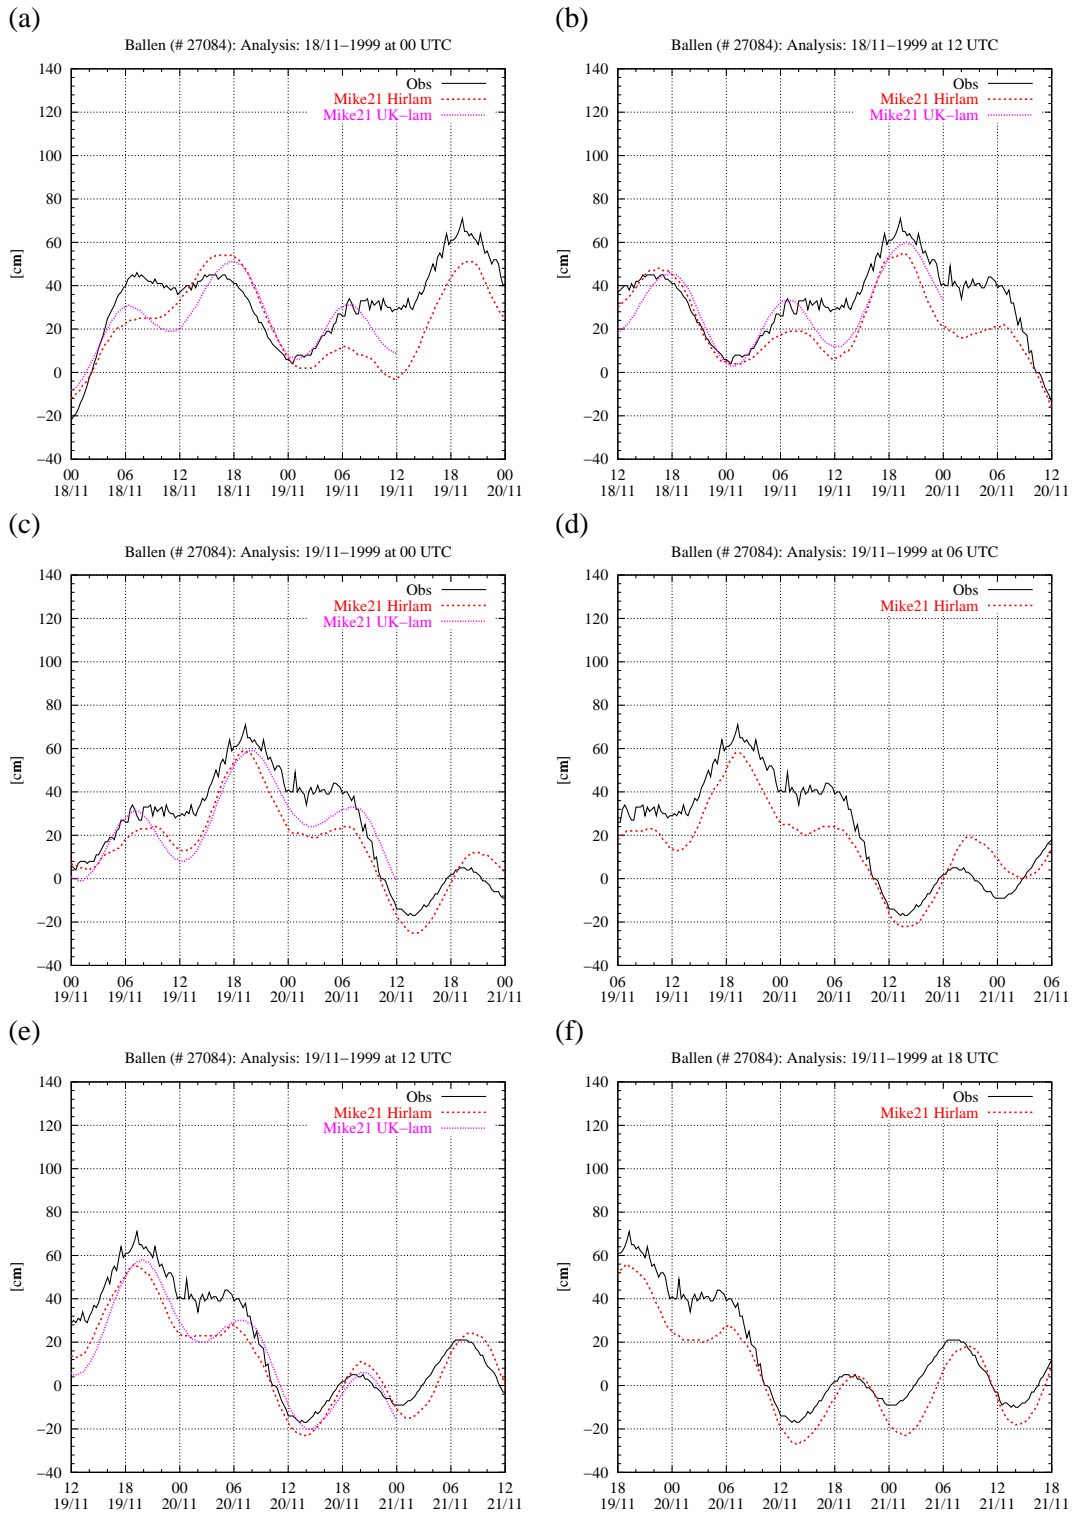 (a)
Ballen (# 27084): Analysis: 18/11−1999 at 00 UTC
140
120
100
80
60
40
20
0
−20
−40
[cm]
Obs
Mike21 Hirlam
Mike21 UK−lam
00 06 12 18 00 06 12 18 00
18/11 18/11 18/11 18/11 19/11 19/11 19/11 19/11 20/11
(b)
Ballen (# 27084): Analysis: 18/11−1999 at 12 UTC
140
120
100
80
60
40
20
0
−20
−40
[cm]
Obs
Mike21 Hirlam
Mike21 UK−lam
12 18 00 06 12 18 00 06 12
18/11 18/11 19/11 19/11 19/11 19/11 20/11 20/11 20/11
(c)
Ballen (# 27084): Analysis: 19/11−1999 at 00 UTC
140
120
100
80
60
40
20
0
−20
−40
[cm]
Obs
Mike21 Hirlam
Mike21 UK−lam
00 06 12 18 00 06 12 18 00
19/11 19/11 19/11 19/11 20/11 20/11 20/11 20/11 21/11
(d)
Ballen (# 27084): Analysis: 19/11−1999 at 06 UTC
140
120
100
80
60
40
20
0
−20
−40
[cm]
Obs
Mike21 Hirlam
06 12 18 00 06 12 18 00 06
19/11 19/11 19/11 20/11 20/11 20/11 20/11 21/11 21/11
(e)
Ballen (# 27084): Analysis: 19/11−1999 at 12 UTC
140
120
100
80
60
40
20
0
−20
−40
[cm]
Obs
Mike21 Hirlam
Mike21 UK−lam
12 18 00 06 12 18 00 06 12
19/11 19/11 20/11 20/11 20/11 20/11 21/11 21/11 21/11
(f)
Ballen (# 27084): Analysis: 19/11−1999 at 18 UTC
140
120
100
80
60
40
20
0
−20
−40
[cm]
Obs
Mike21 Hirlam
18 00 06 12 18 00 06 12 18
19/11 20/11 20/11 20/11 20/11 21/11 21/11 21/11 21/11